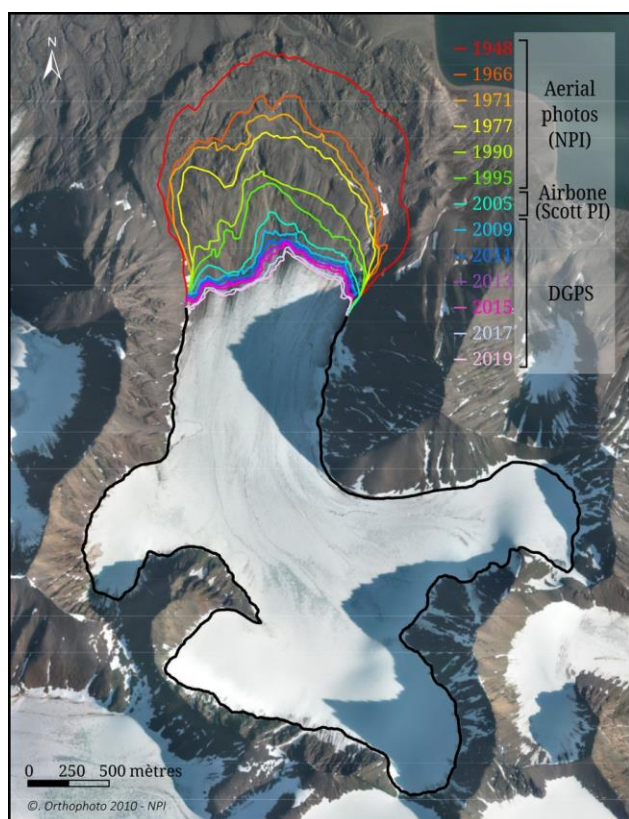 N
1948
1966
1971
1977
1990
1995
2005
2009
2011
2013
2015
2017
2019
Aerial
photos
(NPI)
Airbone
(Scott PI)
DGPS
0 250 500 mètres
©. Orthophoto 2010 - NPI